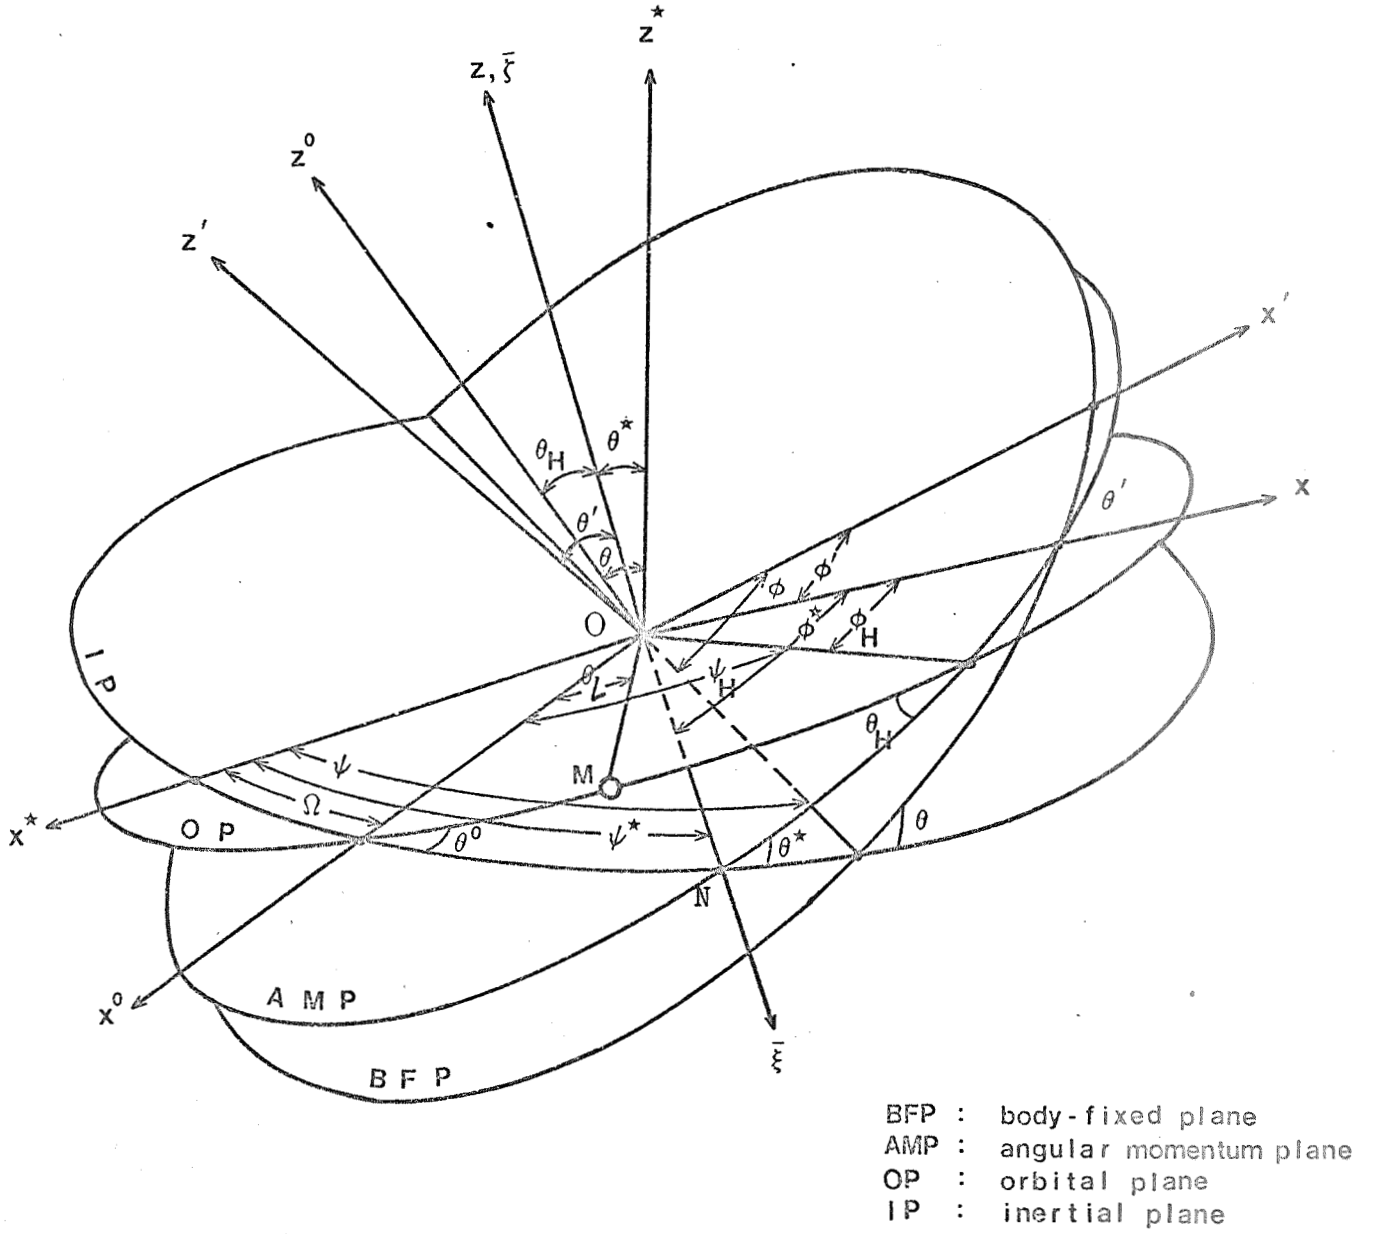 z*
z, ζ̄
z⁰
z′
x′
θ_H
θ*
x
θ′
θ′
θ
O
φ
φ
φ*
φ_H
I P
θ_L
ψ_H
θ_H
M
ψ
Ω
x*
O P
θ⁰
ψ*
θ*
θ
N
x⁰
A M P
ξ̄
B F P
BFP : body-fixed plane
AMP : angular momentum plane
OP : orbital plane
IP : inertial plane